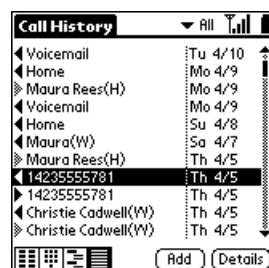 Call History All
Voicemail Tu 4/10
Home Mo 4/9
Maura Rees(H) Mo 4/9
Voicemail Mo 4/9
Home Su 4/8
Maura(W) Sa 4/7
Maura Rees(H) Th 4/5
14235555781 Th 4/5
14235555781 Th 4/5
Christie Cadwell(W) Th 4/5
Christie Cadwell(W) Th 4/5
Add Details